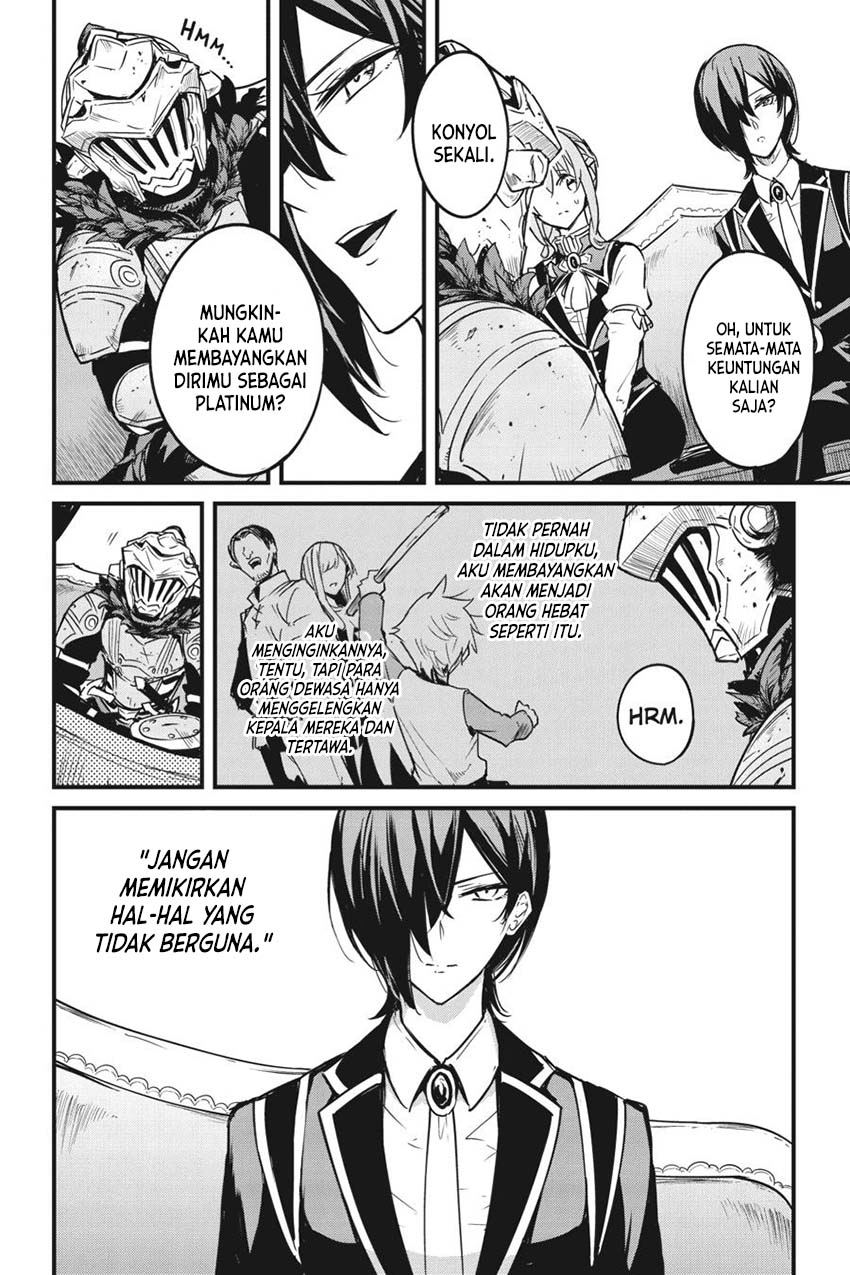 OH, UNTUK
SEMATA-MATA
KEUNTUNGAN
KALIAN
SAJA?
KONYOL
SEKALI.
HMM...
MUNGKIN-
KAH KAMU
MEMBAYANGKAN
DIRIMU SEBAGAI
PLATINUM?
TIDAK PERNAH
DALAM HIDUPKU,
AKU MEMBAYANGKAN
AKAN MENJADI
ORANG HEBAT
SEPERTI ITU.
HRM.
AKU
MENGINGINKANNYA,
TENTU, TAPI PARA
ORANG DEWASA HANYA
MENGGELENGKAN
KEPALA MEREKA DAN
TERTAWA.
"JANGAN
MEMIKIRKAN
HAL-HAL YANG
TIDAK BERGUNA."